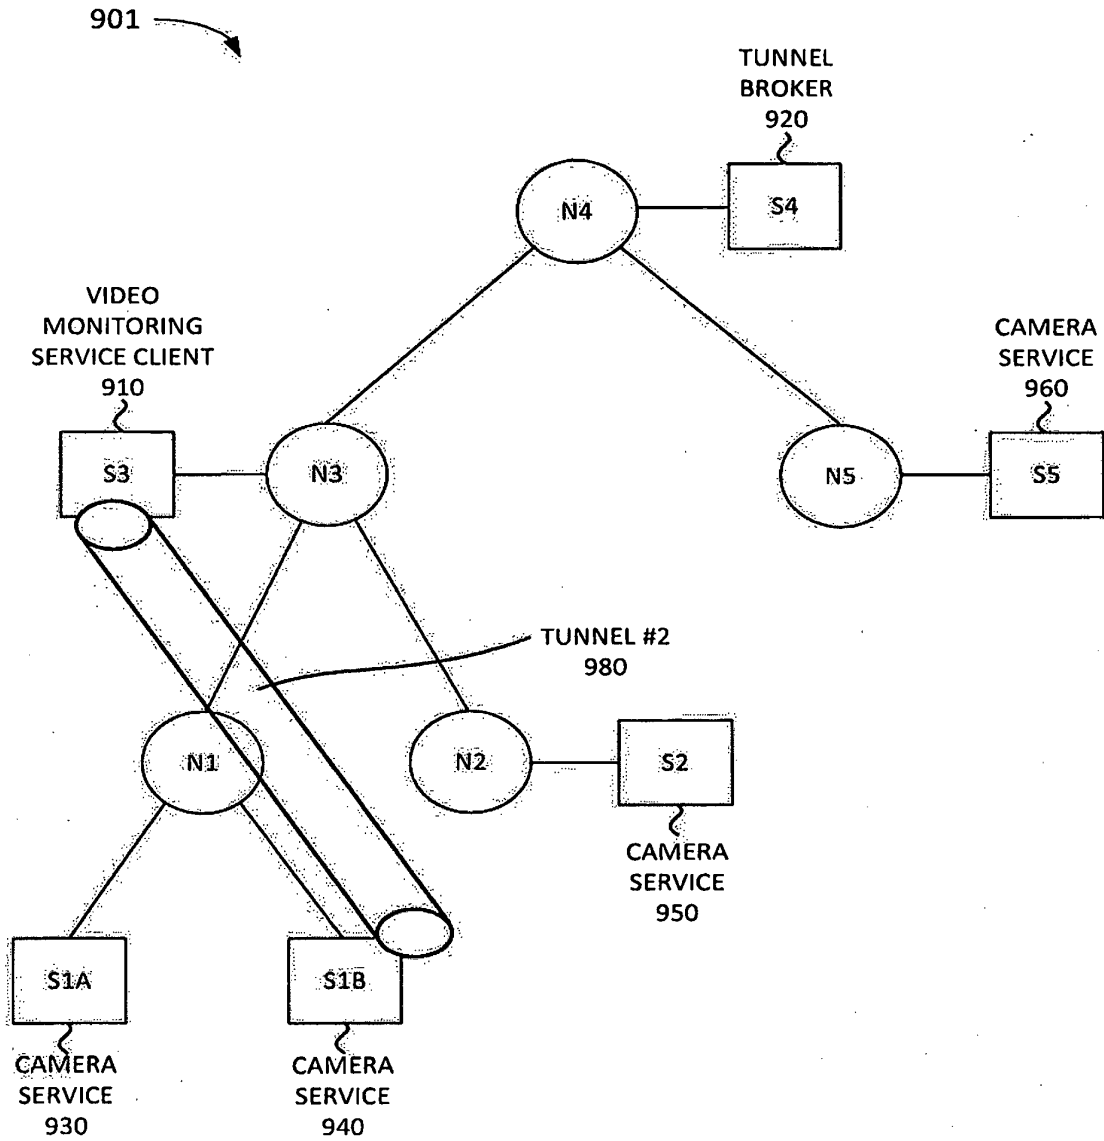 901
TUNNEL
BROKER
920
N4
S4
VIDEO
MONITORING
SERVICE CLIENT
910
CAMERA
SERVICE
960
S3
N3
N5
S5
TUNNEL #2
980
N1
N2
S2
CAMERA
SERVICE
950
S1A
S1B
CAMERA
SERVICE
930
CAMERA
SERVICE
940